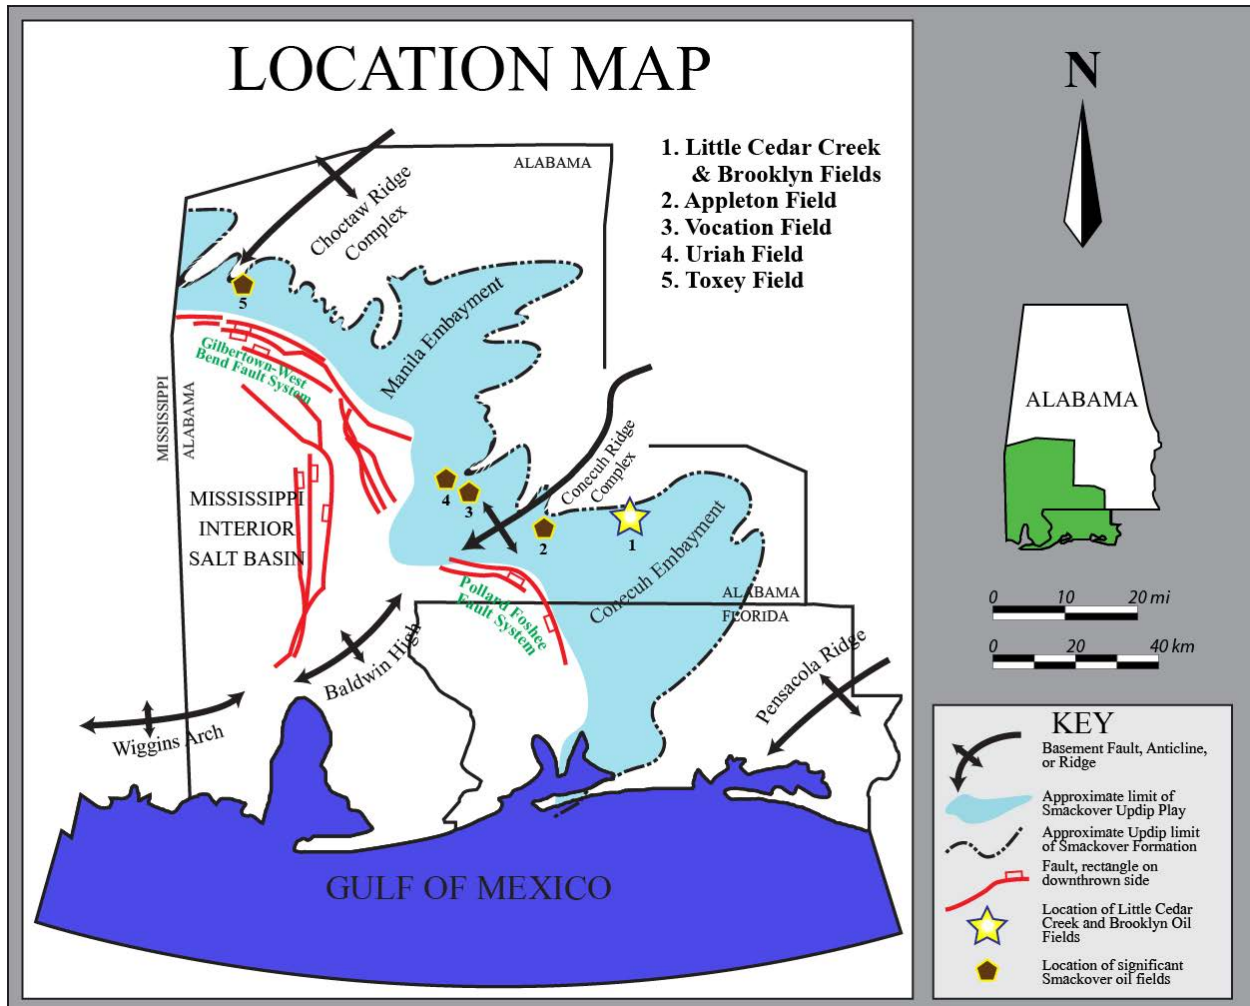 LOCATION MAP
N
1. Little Cedar Creek
& Brooklyn Fields
2. Appleton Field
3. Vocation Field
4. Uriah Field
5. Toxey Field
ALABAMA
Choctaw Ridge
Complex
5
Manila Embayment
Gilbertown-West
Bend Fault System
MISSISSIPPI
ALABAMA
MISSISSIPPI
INTERIOR
SALT BASIN
Conecuh Ridge
Complex
4
3
2
1
Conecuh Embayment
ALABAMA
FLORIDA
Pollard Foshee
Fault System
Baldwin High
Wiggins Arch
Pensacola Ridge
GULF OF MEXICO
ALABAMA
0 10 20 mi
0 20 40 km
KEY
Basement Fault, Anticline,
or Ridge
Approximate limit of
Smackover Updip Play
Approximate Updip limit
of Smackover Formation
Fault, rectangle on
downthrown side
Location of Little Cedar
Creek and Brooklyn Oil
Fields
Location of significant
Smackover oil fields